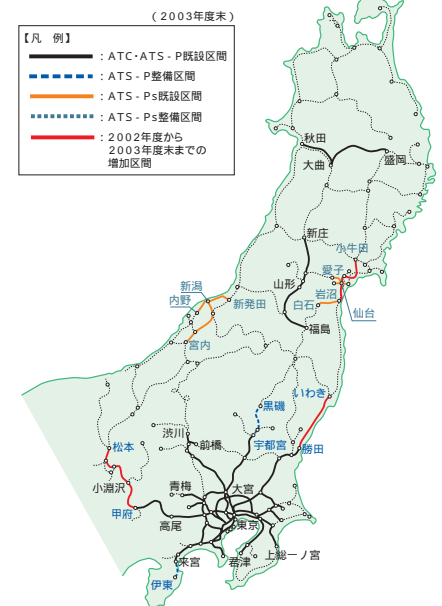 (2003年度末)
【凡 例】
:ATC・ATS-P既設区間
:ATS-P整備区間
:ATS-Ps既設区間
:ATS-Ps整備区間
:2002年度から
2003年度末までの
増加区間
秋田
大曲
盛岡
新庄
小牛田
愛子
山形
岩沼
白石
仙台
福島
新潟
内野
新発田
宮内
黒磯
いわき
渋川
前橋
宇都宮
勝田
松本
小淵沢
青梅
大宮
甲府
高尾
東京
来宮
君津
上総一ノ宮
伊東